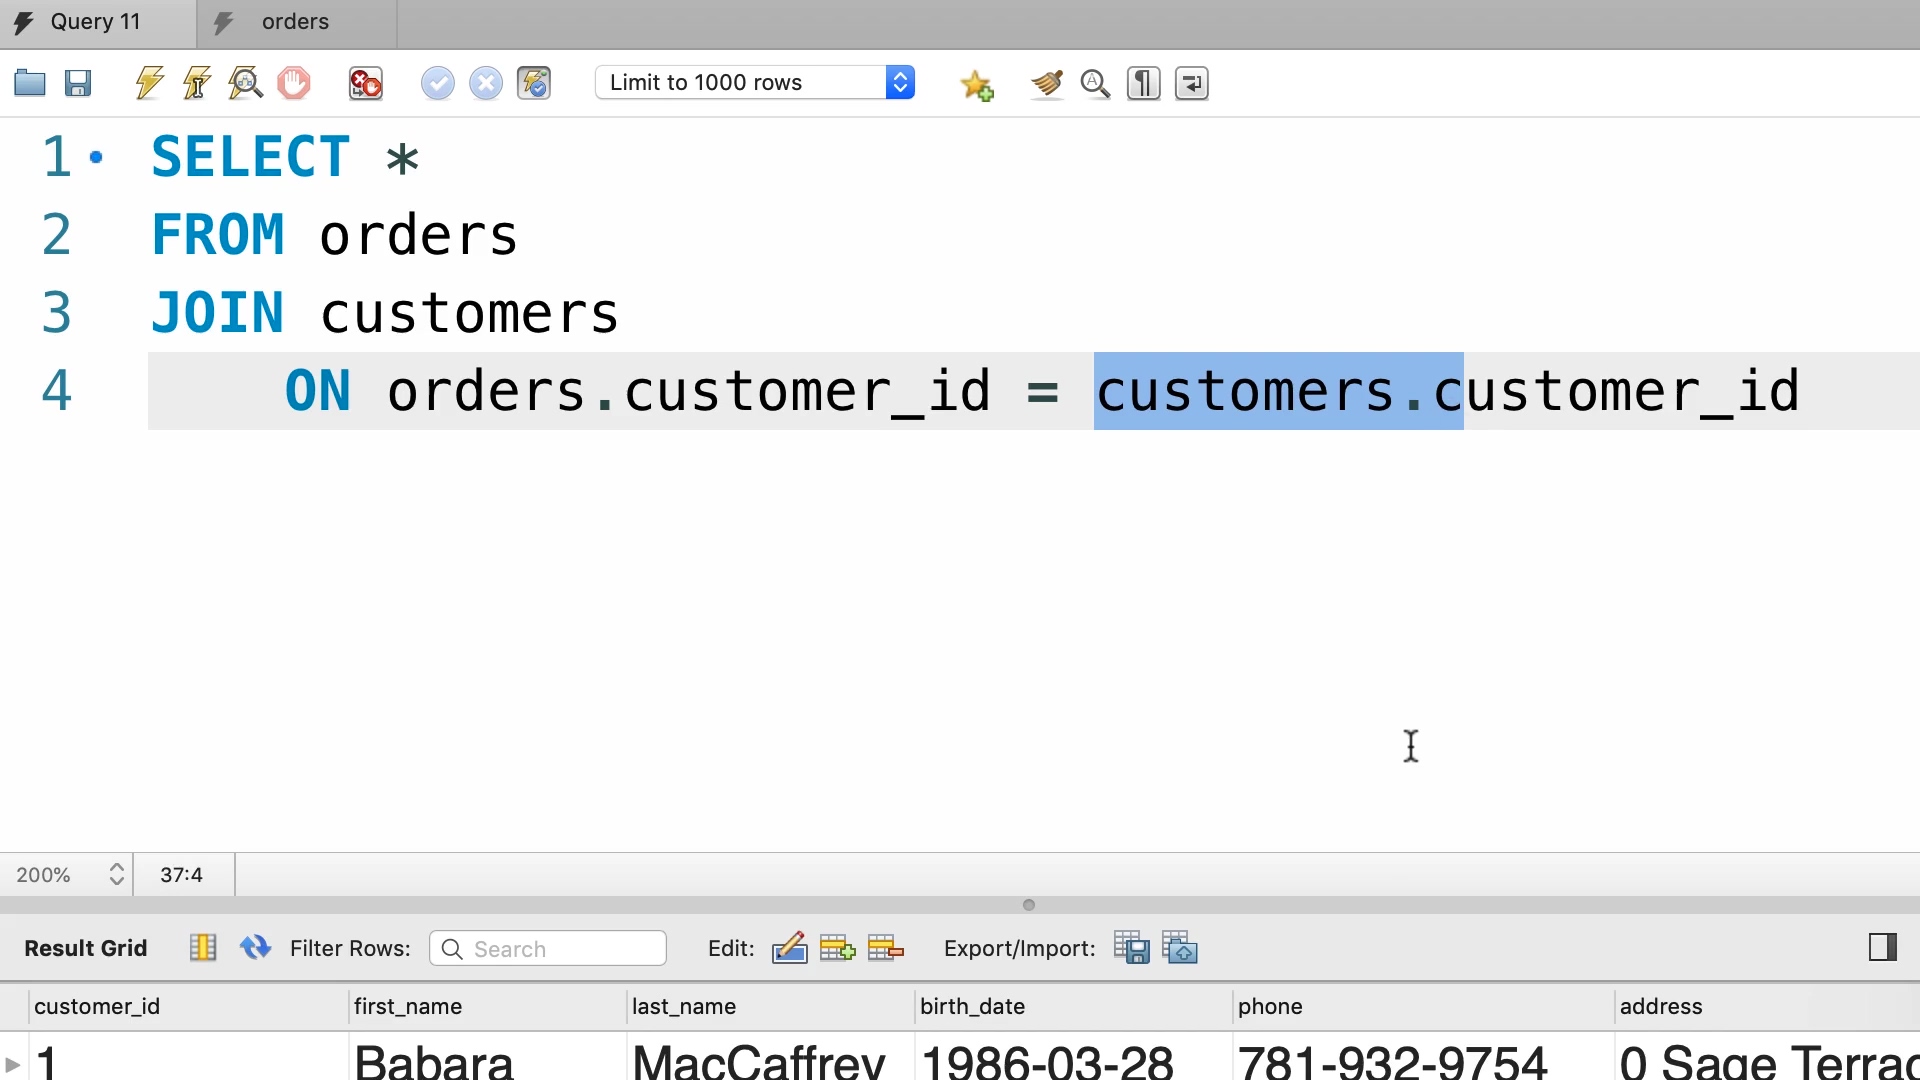 Query 11 orders
Limit to 1000 rows
1 SELECT *
2 FROM orders
3 JOIN customers
4 ON orders.customer_id = customers.customer_id
200% 37:4
Result Grid Filter Rows: Search Edit: Export/Import:
customer_id first_name last_name birth_date phone address
1 Babara MacCaffrey 1986-03-28 781-932-9754 0 Sage Terrac